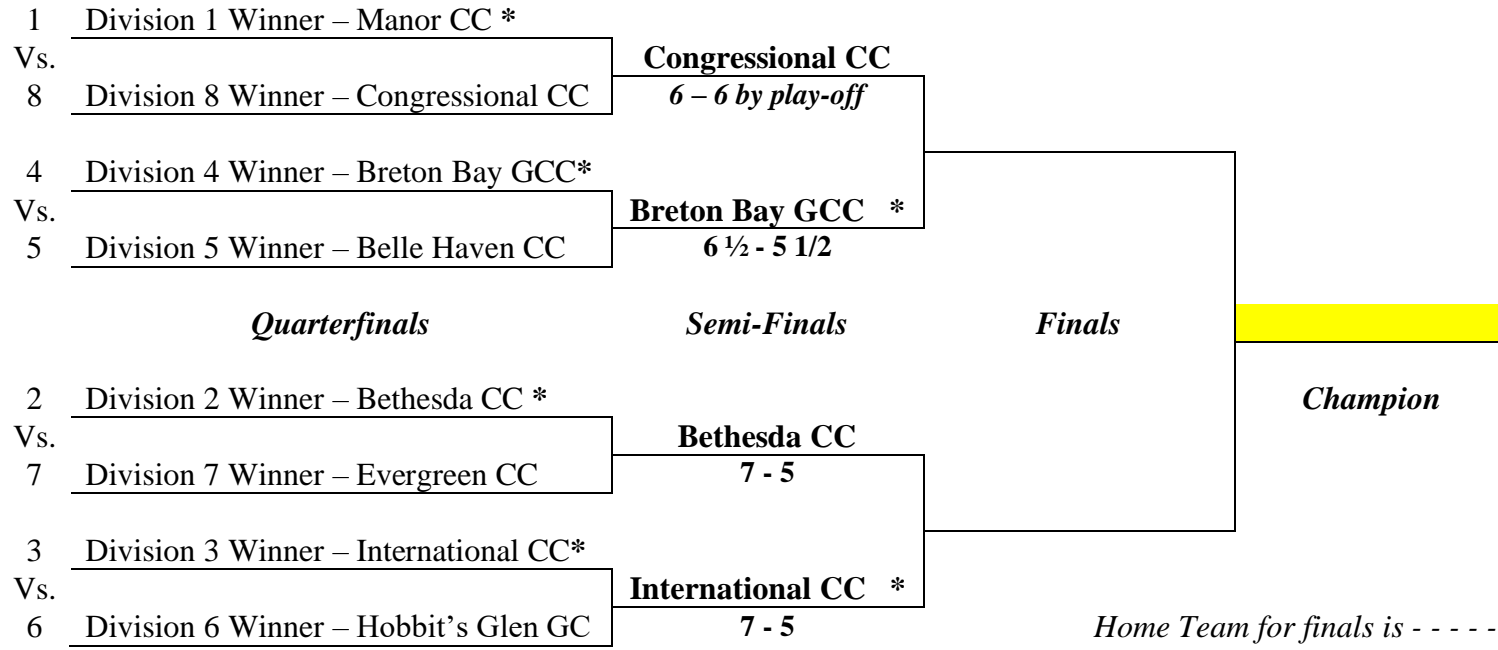 1 Division 1 Winner – Manor CC *
Vs. Congressional CC
8 Division 8 Winner – Congressional CC 6 – 6 by play-off
4 Division 4 Winner – Breton Bay GCC*
Vs. Breton Bay GCC *
5 Division 5 Winner – Belle Haven CC 6 ½ - 5 1/2
Quarterfinals Semi-Finals Finals
2 Division 2 Winner – Bethesda CC * Champion
Vs. Bethesda CC
7 Division 7 Winner – Evergreen CC 7 - 5
3 Division 3 Winner – International CC*
Vs. International CC *
6 Division 6 Winner – Hobbit’s Glen GC 7 - 5 Home Team for finals is - - - - -